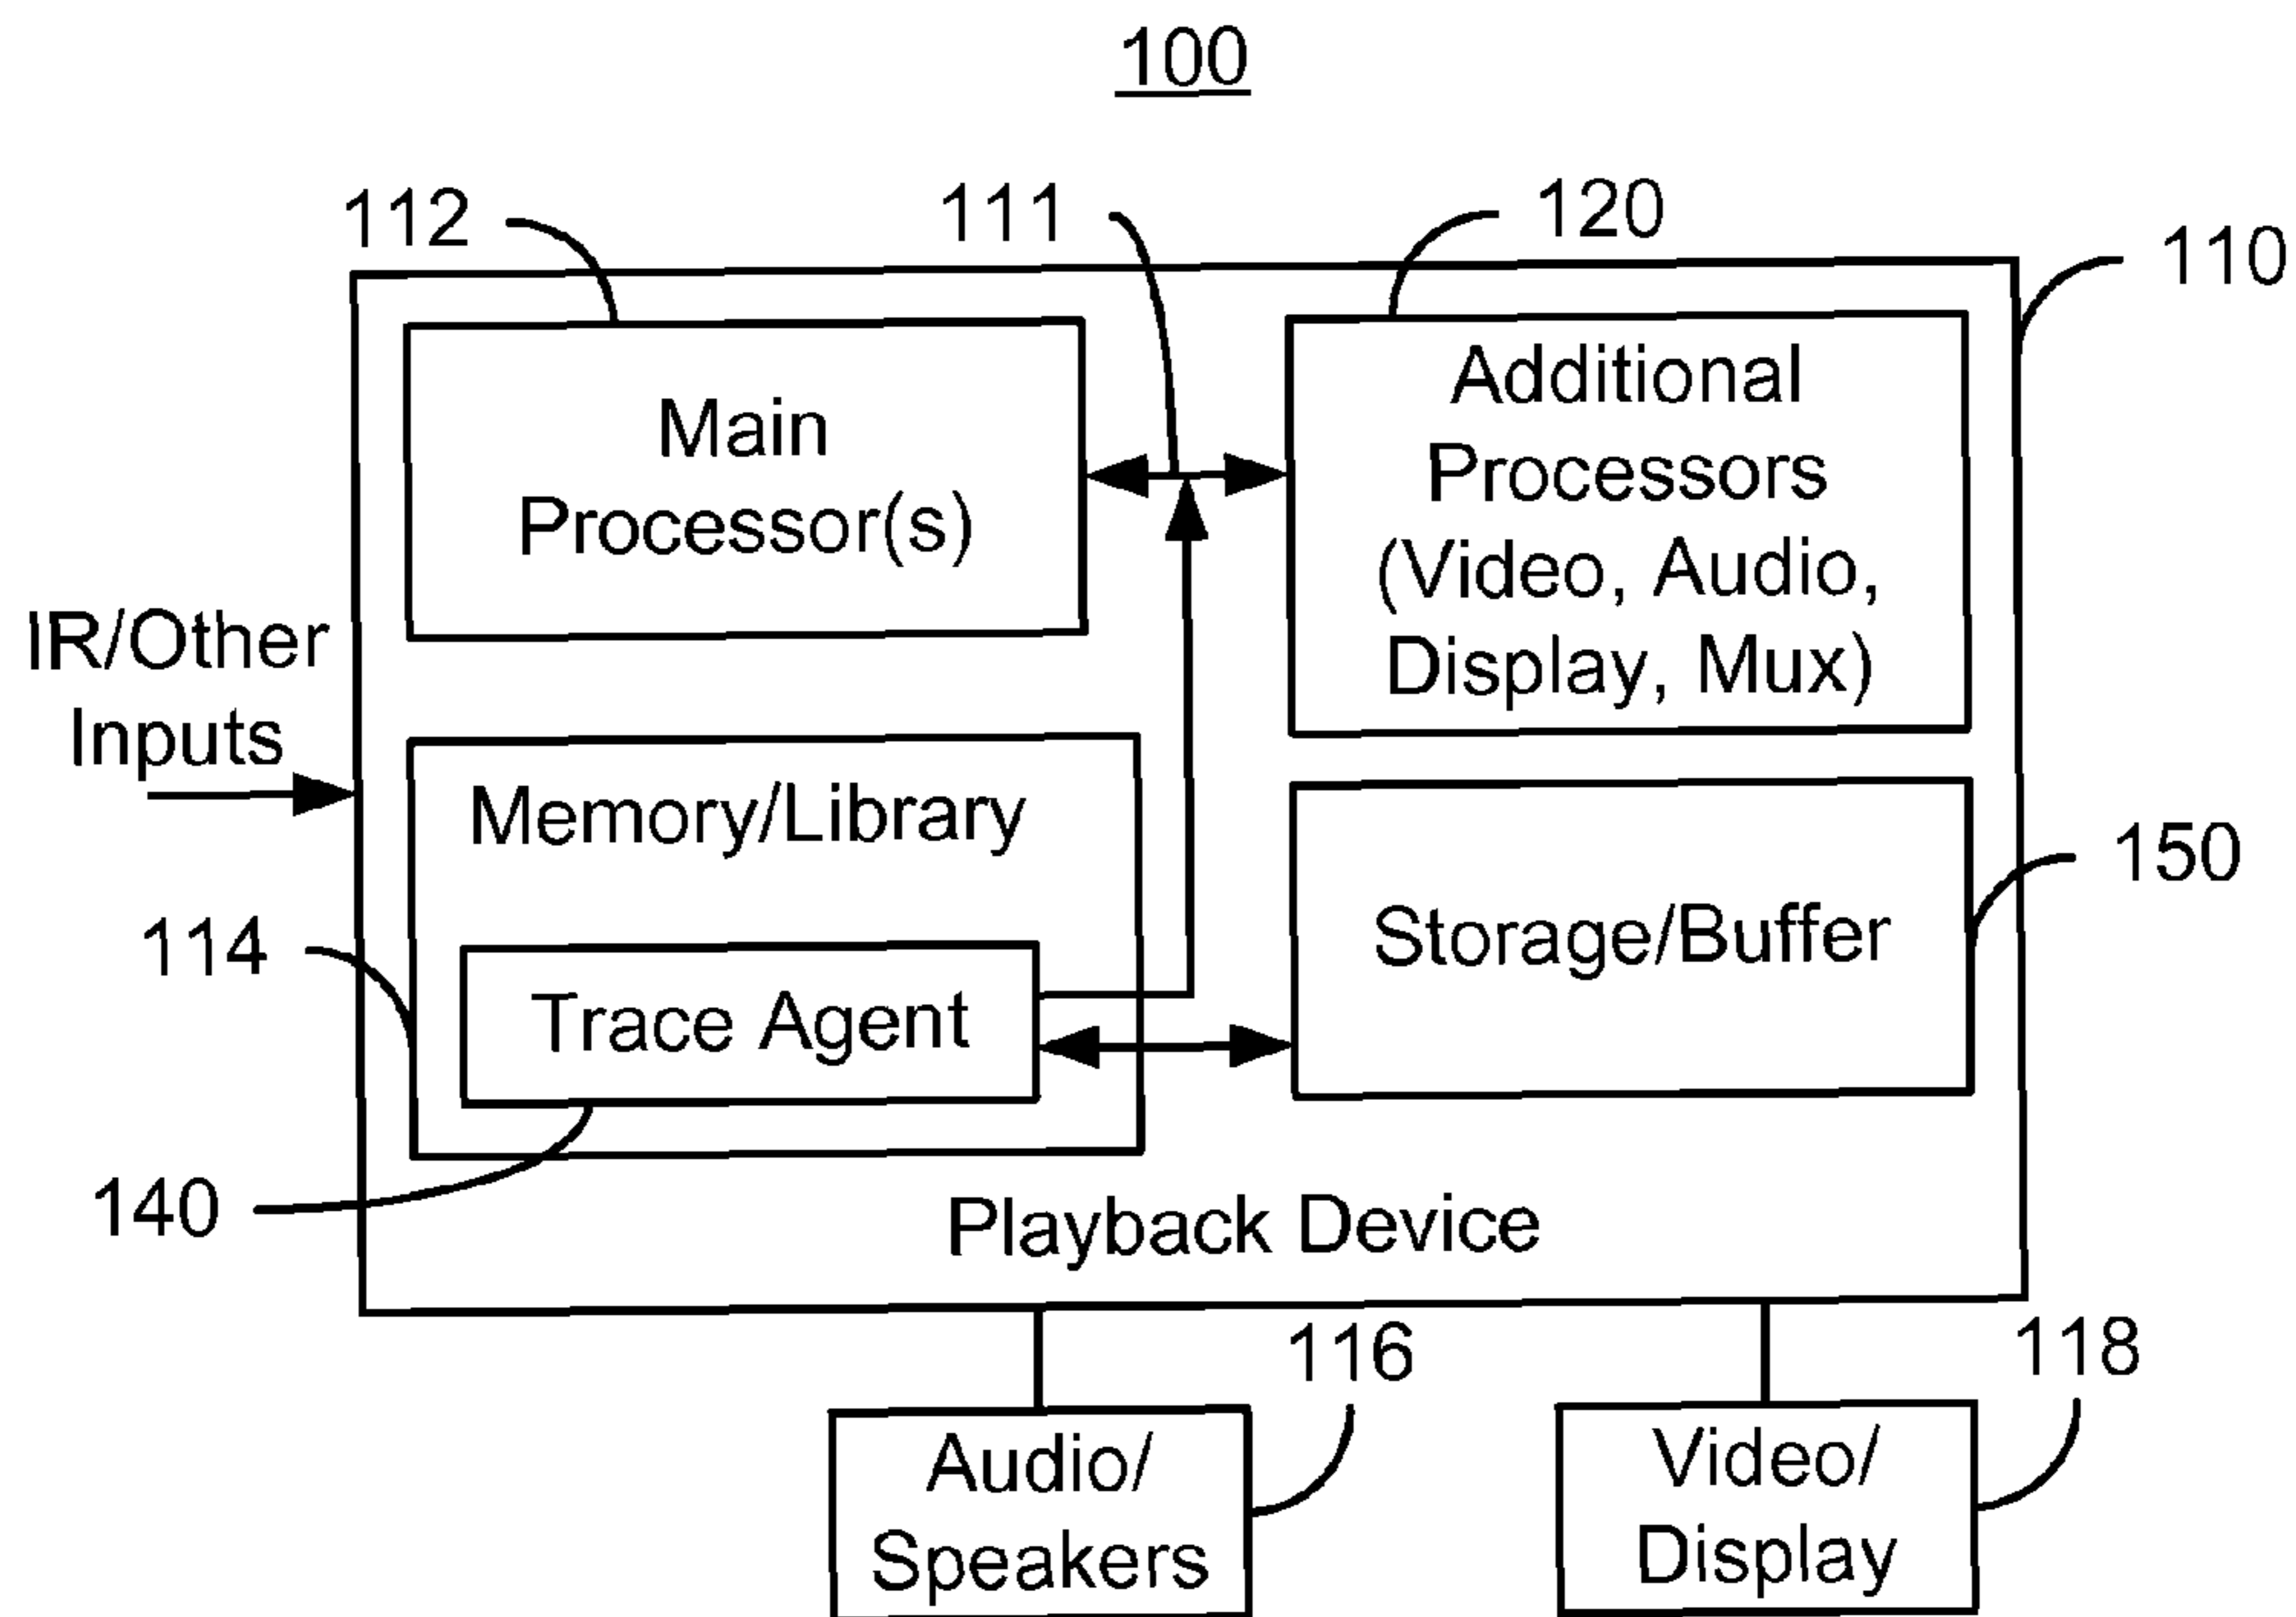 100
112
111
120
110
Main
Processor(s)
Additional
Processors
(Video, Audio,
Display, Mux)
IR/Other
Inputs
Memory/Library
114
Trace Agent
Storage/Buffer
150
140
Playback Device
116
118
Audio/
Speakers
Video/
Display